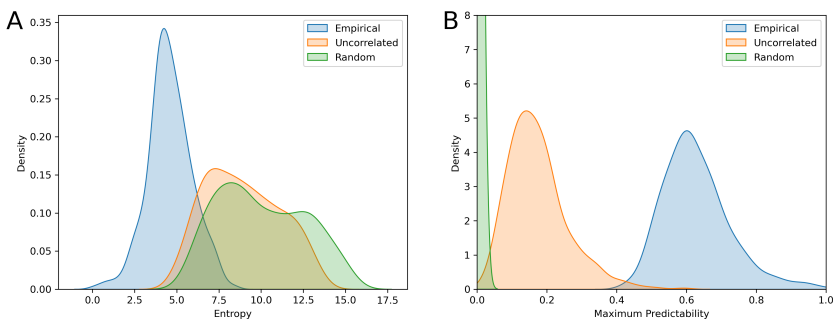 A
0.35
0.30
0.25
0.20
0.15
0.10
0.05
0.00
Density
0.0 2.5 5.0 7.5 10.0 12.5 15.0 17.5
Entropy
Empirical
Uncorrelated
Random
B
8
7
6
5
4
3
2
1
0
Density
0.0 0.2 0.4 0.6 0.8 1.0
Maximum Predictability
Empirical
Uncorrelated
Random